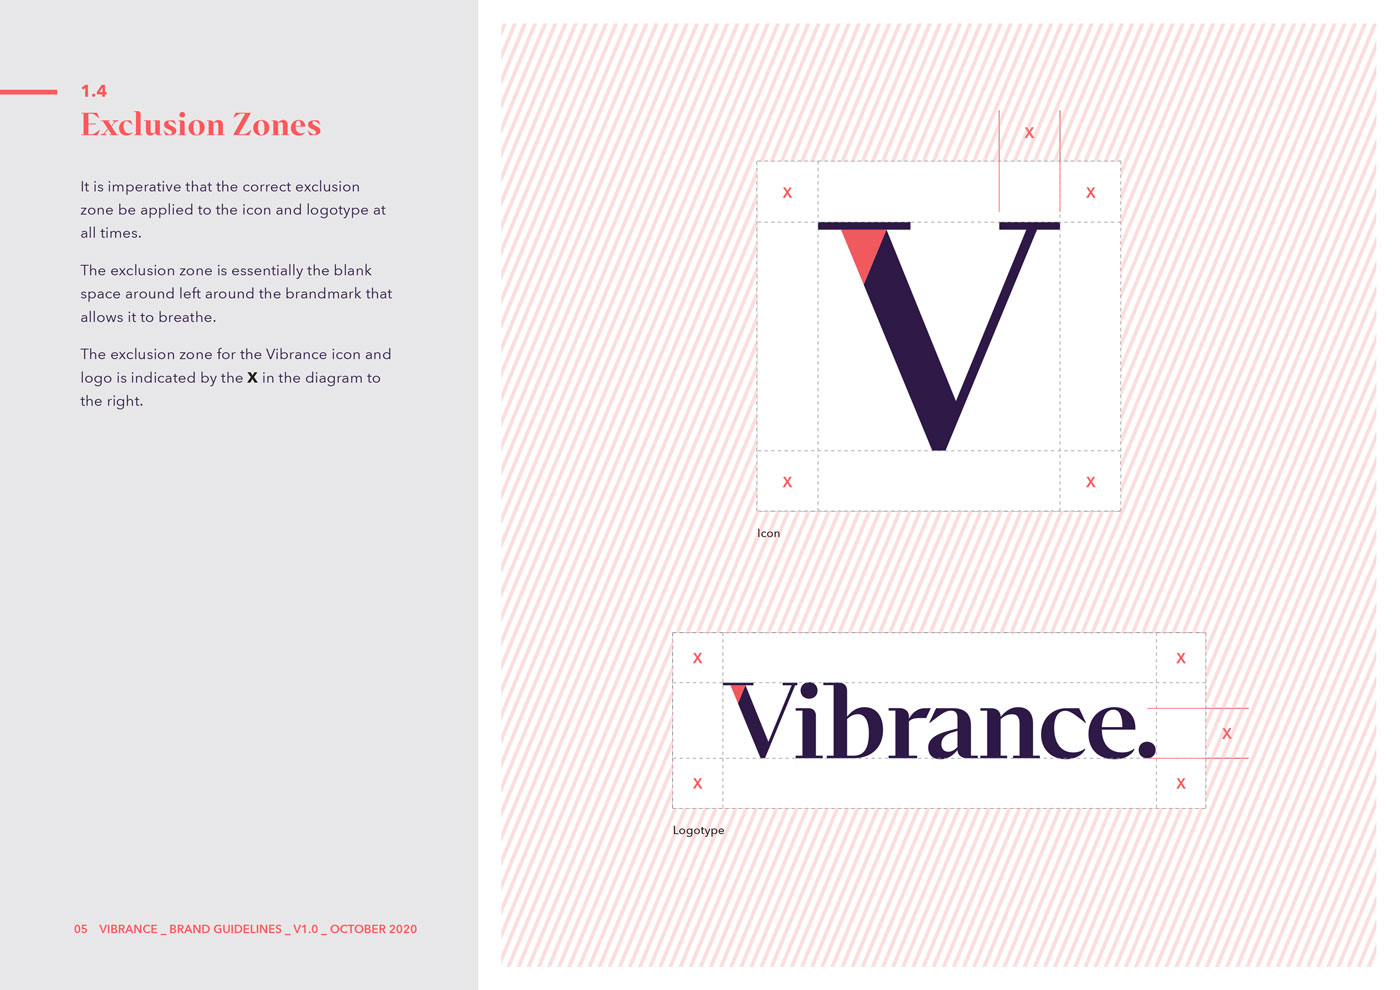 1.4
Exclusion Zones
It is imperative that the correct exclusion
zone be applied to the icon and logotype at
all times.
The exclusion zone is essentially the blank
space around left around the brandmark that
allows it to breathe.
The exclusion zone for the Vibrance icon and
logo is indicated by the X in the diagram to
the right.
05 VIBRANCE _ BRAND GUIDELINES _ V1.0 _ OCTOBER 2020
X
X X
V
X X
Icon
X X
Vibrance.
X
X X
Logotype